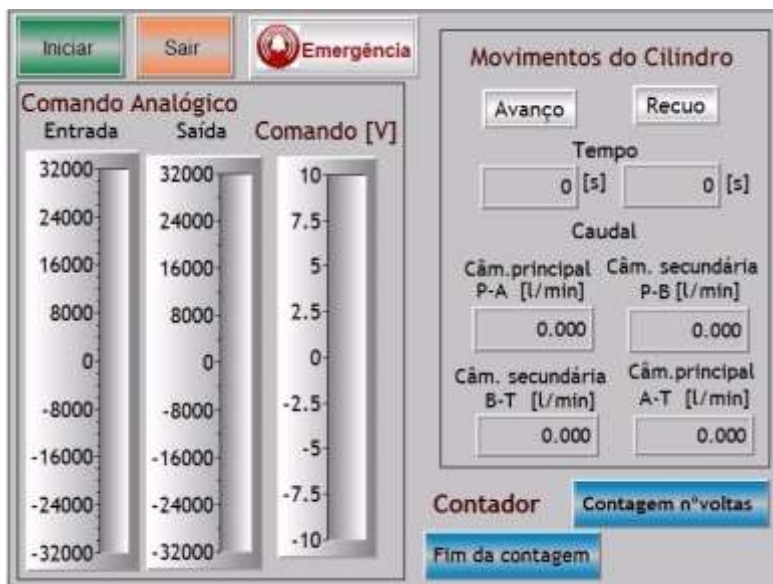 Iniciar
Sair
Emergência
Comando Analógico
Entrada
Saída
Comando [V]
32000
24000
16000
8000
0
-8000
-16000
-24000
-32000
32000
24000
16000
8000
0
-8000
-16000
-24000
-32000
10
7.5
5
2.5
0
-2.5
-5
-7.5
-10
Movimentos do Cilindro
Avanço
Recuo
Tempo
0 [s]
0 [s]
Caudal
Câm.principal
P-A [l/min]
Câm. secundária
P-B [l/min]
0.000
0.000
Câm. secundária
B-T [l/min]
Câm.principal
A-T [l/min]
0.000
0.000
Contador
Contagem n°voltas
Fim da contagem